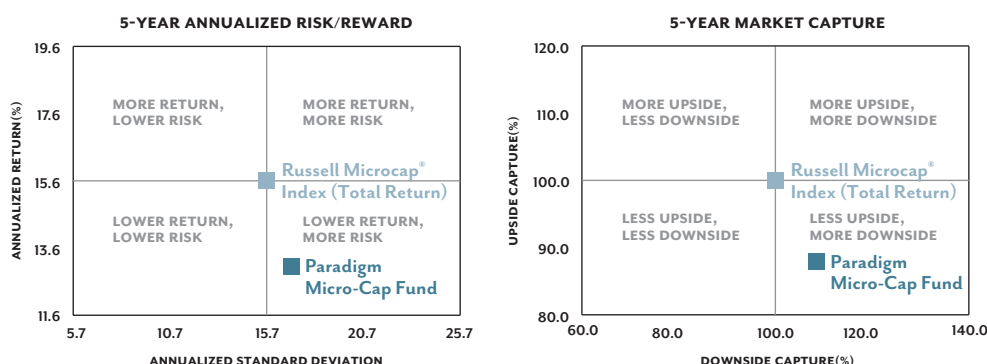 5-YEAR ANNUALIZED RISK/REWARD
19.6
17.6
15.6
13.6
11.6
ANNUALIZED RETURN (%)
MORE RETURN,
LOWER RISK
MORE RETURN,
MORE RISK
Russell Microcap®
Index (Total Return)
LOWER RETURN,
LOWER RISK
LOWER RETURN,
MORE RISK
Paradigm
Micro-Cap Fund
5.7 10.7 15.7 20.7 25.7
ANNUALIZED STANDARD DEVIATION
5-YEAR MARKET CAPTURE
120.0
110.0
100.0
90.0
80.0
UPSIDE CAPTURE(%)
MORE UPSIDE,
LESS DOWNSIDE
MORE UPSIDE,
MORE DOWNSIDE
Russell Microcap®
Index (Total Return)
LESS UPSIDE,
LESS DOWNSIDE
LESS UPSIDE,
MORE DOWNSIDE
Paradigm
Micro-Cap Fund
60.0 80.0 100.0 120.0 140.0
DOWNSIDE CAPTURE(%)